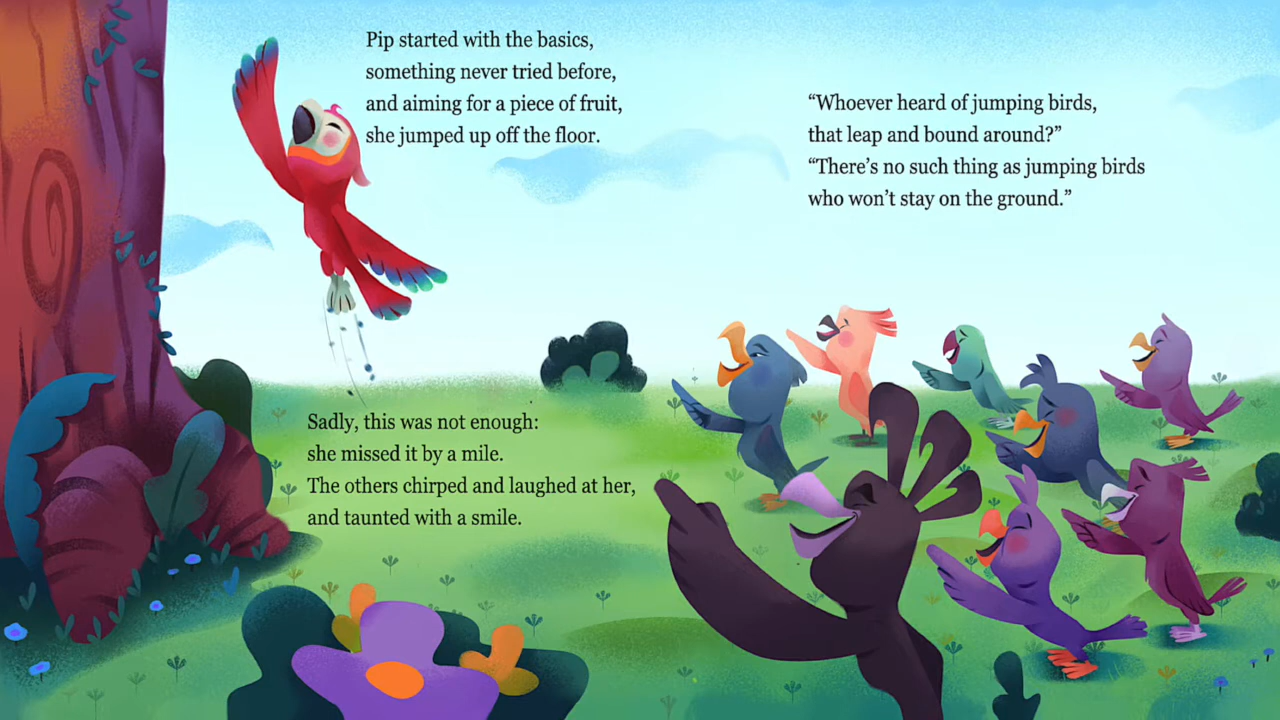 Pip started with the basics,
something never tried before,
and aiming for a piece of fruit,
she jumped up off the floor.
Sadly, this was not enough:
she missed it by a mile.
The others chirped and laughed at her,
and taunted with a smile.
“Whoever heard of jumping birds,
that leap and bound around?”
“There’s no such thing as jumping birds
who won’t stay on the ground.”